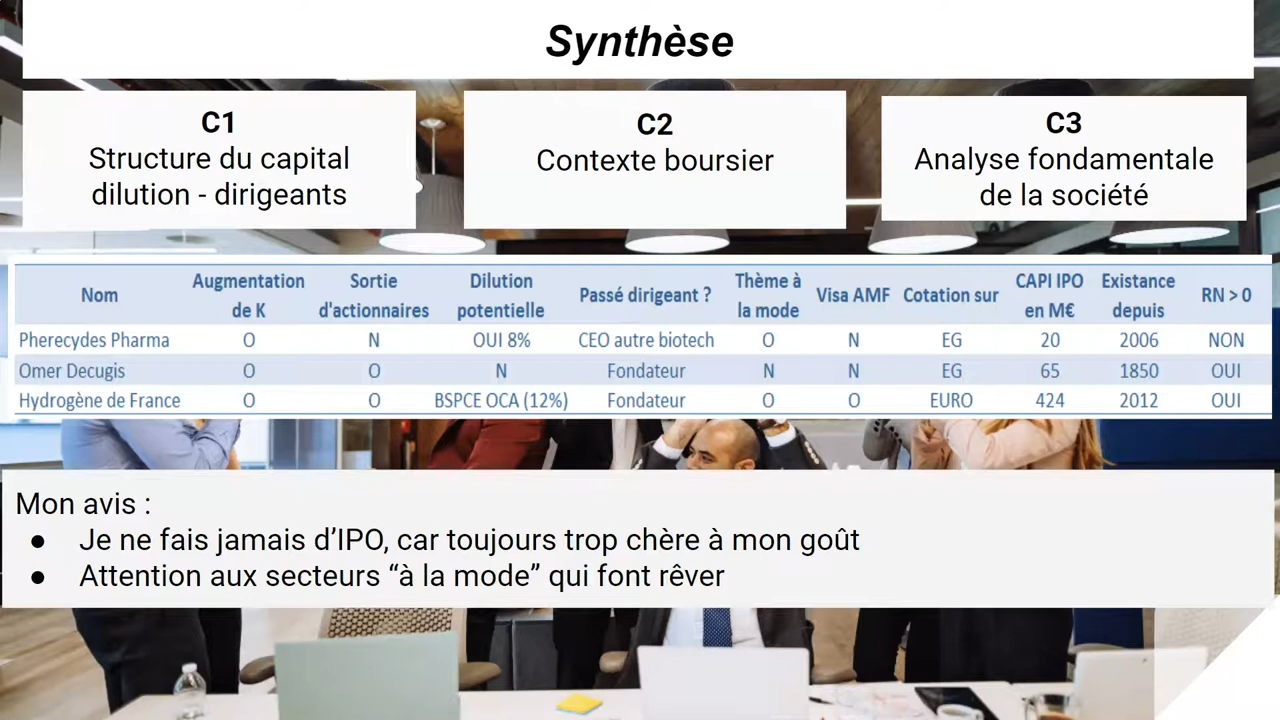 Synthèse
C1
Structure du capital
dilution - dirigeants
C2
Contexte boursier
C3
Analyse fondamentale
de la société
Nom Augmentation de K Sortie d'actionnaires Dilution potentielle Passé dirigeant ? Thème à la mode Visa AMF Cotation sur CAPI IPO en M€ Existance depuis RN > 0
Pherecydes Pharma O N OUI 8% CEO autre biotech O N EG 20 2006 NON
Omer Decugis O O N Fondateur N N EG 65 1850 OUI
Hydrogène de France O O BSPCE OCA (12%) Fondateur O O EURO 424 2012 OUI
Mon avis :
● Je ne fais jamais d’IPO, car toujours trop chère à mon goût
● Attention aux secteurs “à la mode” qui font rêver